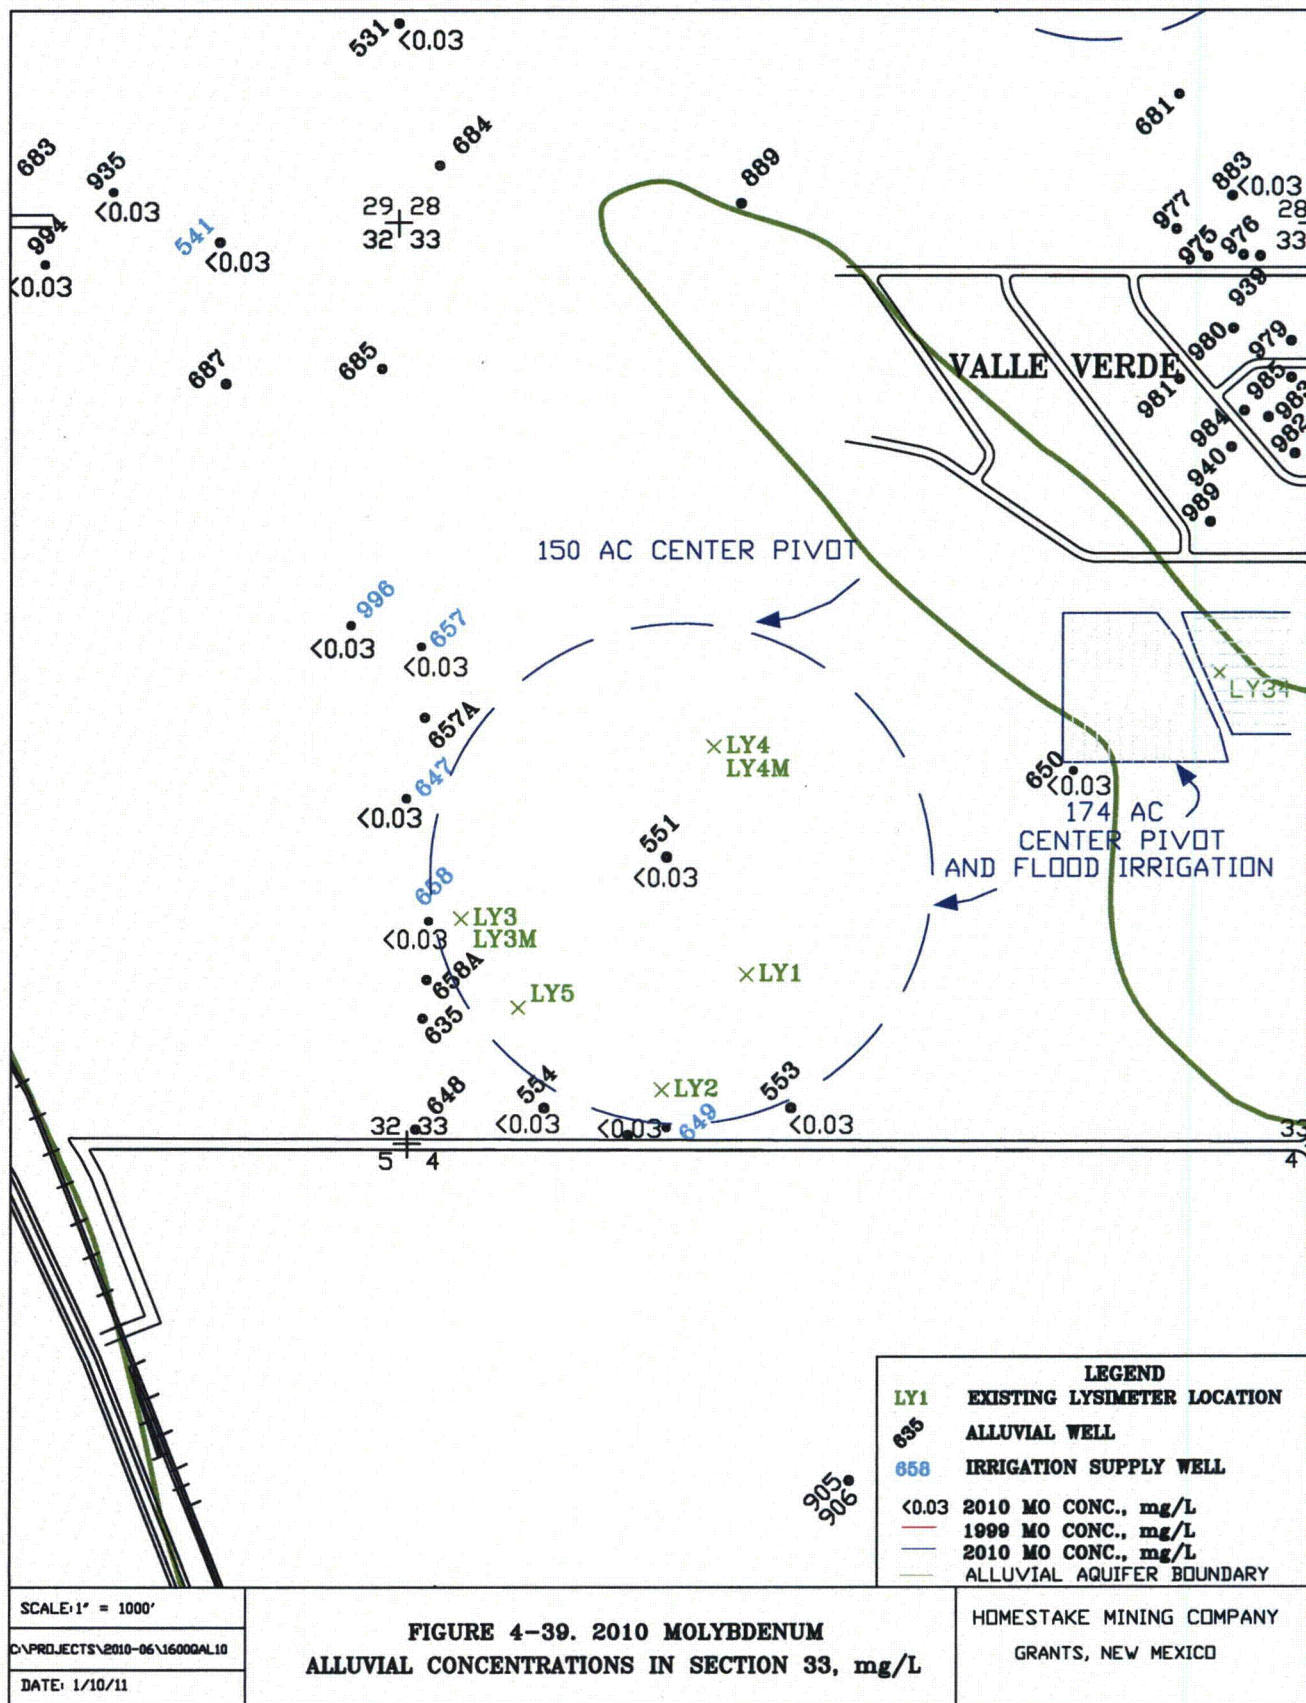 531
<0.03
684
683
935
<0.03
541
<0.03
994
<0.03
29 28
32 33
889
681
883
<0.03
977
975
976
28
33
939
980
979
VALLE VERDE
981
985
983
984
982
940
989
687
685
150 AC CENTER PIVOT
996
<0.03
657
<0.03
657A
647
<0.03
LY4
LY4M
LY34
650
<0.03
174 AC
CENTER PIVOT
AND FLOOD IRRIGATION
551
<0.03
658
<0.03
LY3
LY3M
658A
LY1
LY5
635
648
554
<0.03
LY2
<0.03
649
553
<0.03
32 33
5 4
33
4
905
906
LEGEND
LY1 EXISTING LYSIMETER LOCATION
635 ALLUVIAL WELL
658 IRRIGATION SUPPLY WELL
<0.03 2010 MO CONC., mg/L
1999 MO CONC., mg/L
2010 MO CONC., mg/L
ALLUVIAL AQUIFER BOUNDARY
SCALE: 1" = 1000'
C:\PROJECTS\2010-06\1600QAL10
DATE: 1/10/11
FIGURE 4-39. 2010 MOLYBDENUM
ALLUVIAL CONCENTRATIONS IN SECTION 33, mg/L
HOMESTAKE MINING COMPANY
GRANTS, NEW MEXICO